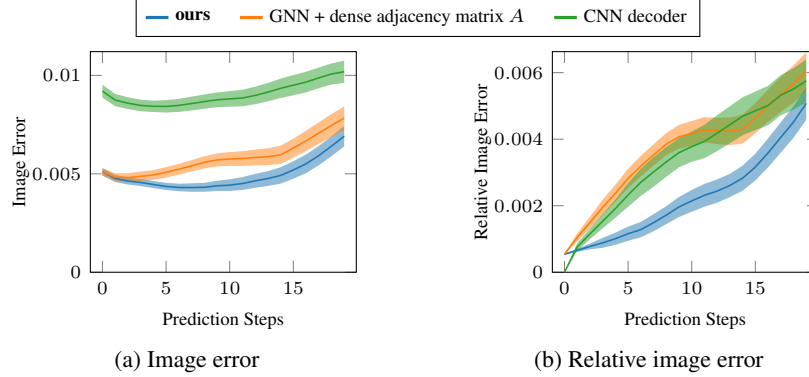 ours GNN + dense adjacency matrix A CNN decoder
0.01
0.005
0
0 5 10 15
Image Error
Prediction Steps
(a) Image error
0.006
0.004
0.002
0
0 5 10 15
Relative Image Error
Prediction Steps
(b) Relative image error